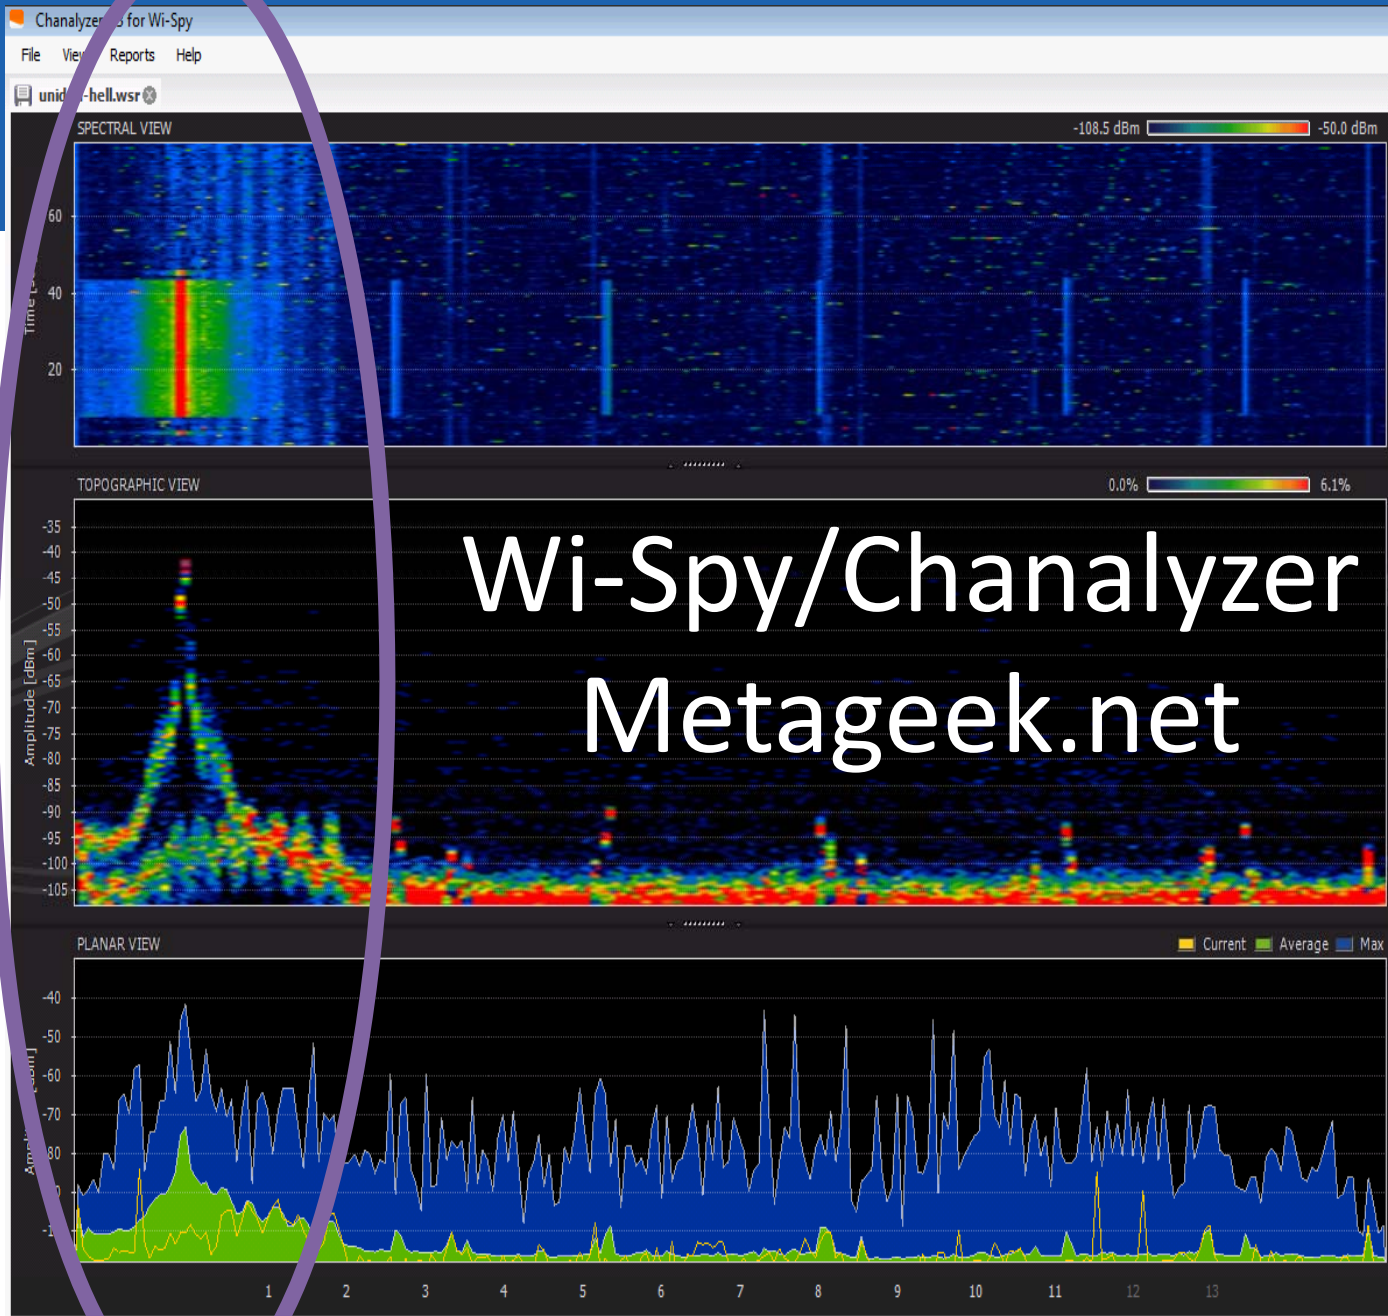 Chanalyzer for Wi-Spy
File View Reports Help
-hell.wsr
SPECTRAL VIEW
-108.5 dBm -50.0 dBm
60
40
20
TOPOGRAPHIC VIEW
0.0% 6.1%
-35
-40
-45
-50
-55
-60
-65
-70
-75
-80
-85
-90
-95
-100
-105
Amplitude [dBm]
Wi-Spy/Chanalyzer
Metageek.net
PLANAR VIEW
Current Average Max
-40
-50
-60
-70
1 2 3 4 5 6 7 8 9 10 11 12 13